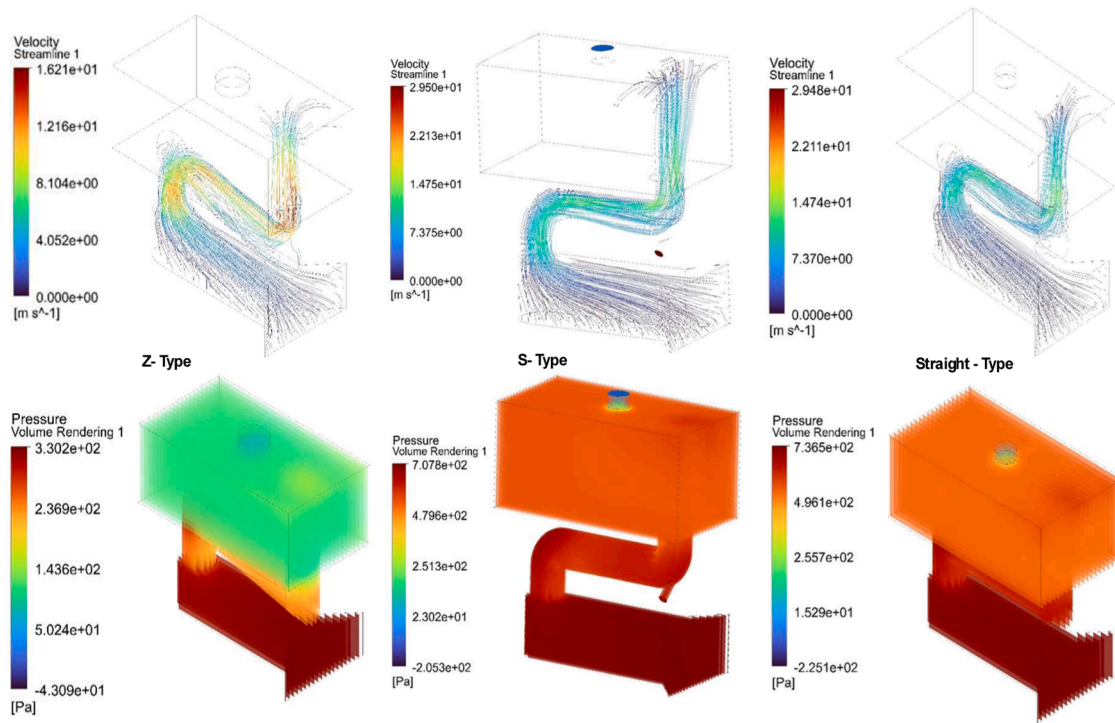 Velocity
Streamline 1
1.621e+01
1.216e+01
8.104e+00
4.052e+00
0.000e+00
[m s^-1]
Velocity
Streamline 1
2.950e+01
2.213e+01
1.475e+01
7.375e+00
0.000e+00
[m s^-1]
Velocity
Streamline 1
2.948e+01
2.211e+01
1.474e+01
7.370e+00
0.000e+00
[m s^-1]
Z- Type
S- Type
Straight - Type
Pressure
Volume Rendering 1
3.302e+02
2.369e+02
1.436e+02
5.024e+01
-4.309e+01
[Pa]
Pressure
Volume Rendering 1
7.078e+02
4.796e+02
2.513e+02
2.302e+01
-2.053e+02
[Pa]
Pressure
Volume Rendering 1
7.365e+02
4.961e+02
2.557e+02
1.529e+01
-2.251e+02
[Pa]